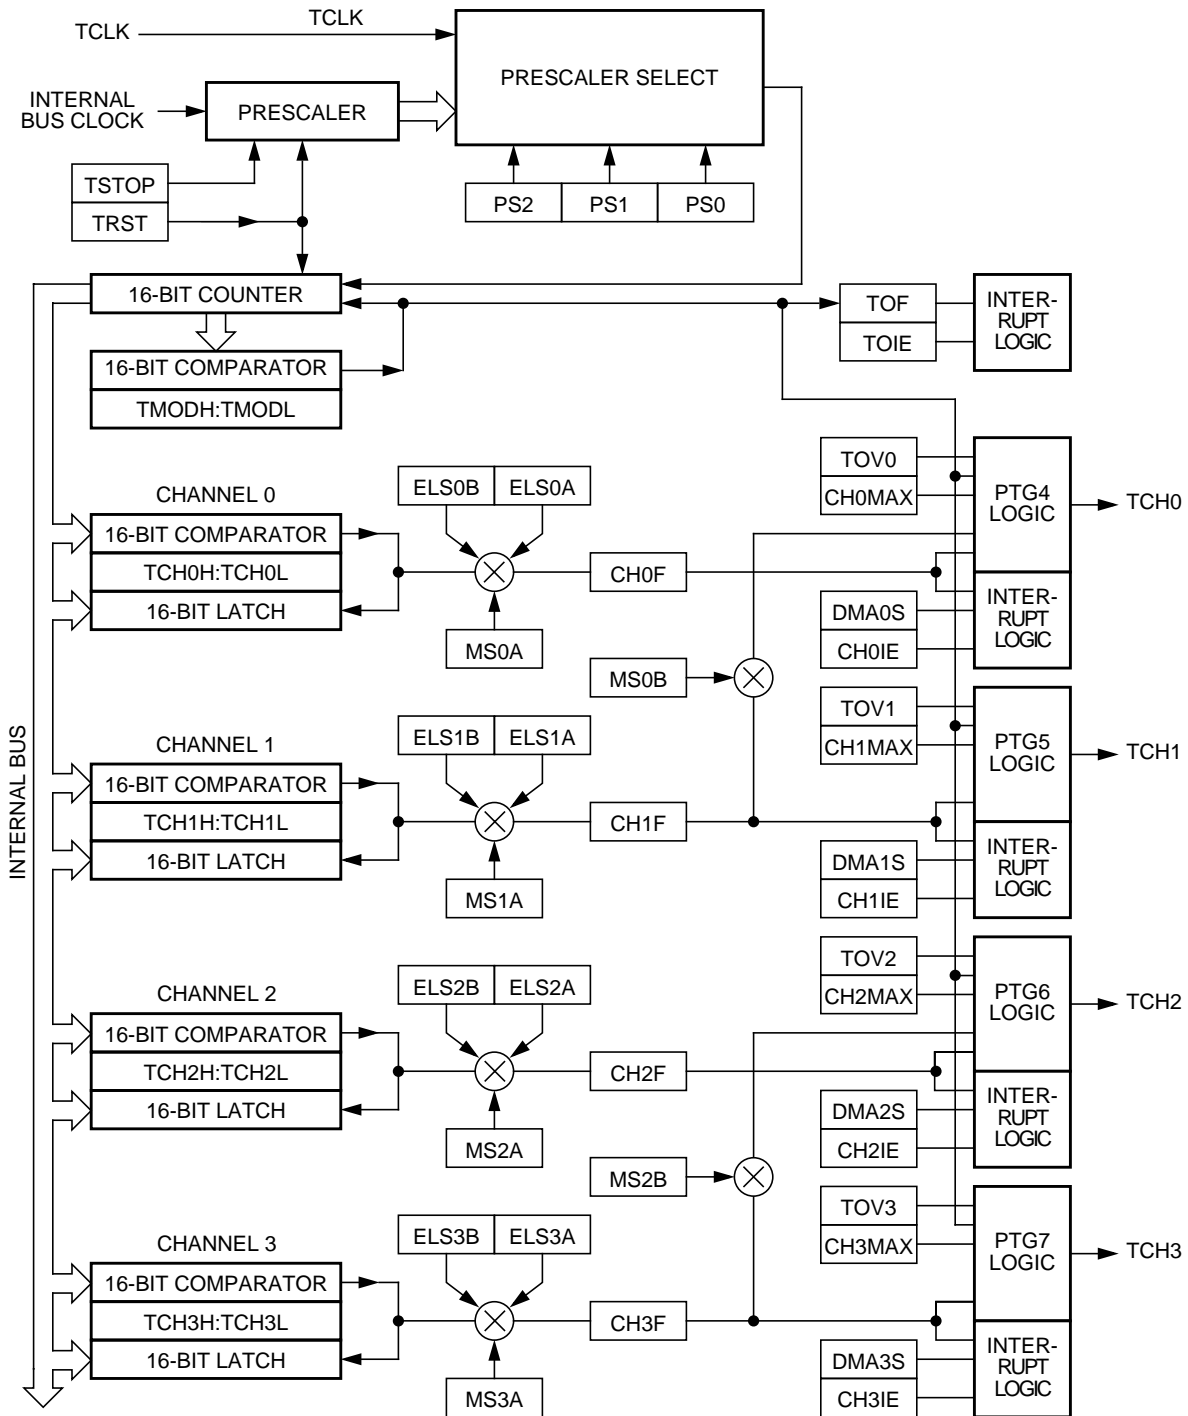 TCLK
TCLK
PRESCALER SELECT
INTERNAL
BUS CLOCK
PRESCALER
TSTOP
TRST
PS2
PS1
PS0
16-BIT COUNTER
16-BIT COMPARATOR
TMODH:TMODL
TOF
TOIE
INTER-
RUPT
LOGIC
INTERNAL BUS
CHANNEL 0
16-BIT COMPARATOR
TCH0H:TCH0L
16-BIT LATCH
ELS0B
ELS0A
MS0A
CH0F
MS0B
TOV0
CH0MAX
PTG4
LOGIC
TCH0
DMA0S
CH0IE
INTER-
RUPT
LOGIC
CHANNEL 1
16-BIT COMPARATOR
TCH1H:TCH1L
16-BIT LATCH
ELS1B
ELS1A
MS1A
CH1F
TOV1
CH1MAX
PTG5
LOGIC
TCH1
DMA1S
CH1IE
INTER-
RUPT
LOGIC
CHANNEL 2
16-BIT COMPARATOR
TCH2H:TCH2L
16-BIT LATCH
ELS2B
ELS2A
MS2A
CH2F
MS2B
TOV2
CH2MAX
PTG6
LOGIC
TCH2
DMA2S
CH2IE
INTER-
RUPT
LOGIC
CHANNEL 3
16-BIT COMPARATOR
TCH3H:TCH3L
16-BIT LATCH
ELS3B
ELS3A
MS3A
CH3F
TOV3
CH3MAX
PTG7
LOGIC
TCH3
DMA3S
CH3IE
INTER-
RUPT
LOGIC